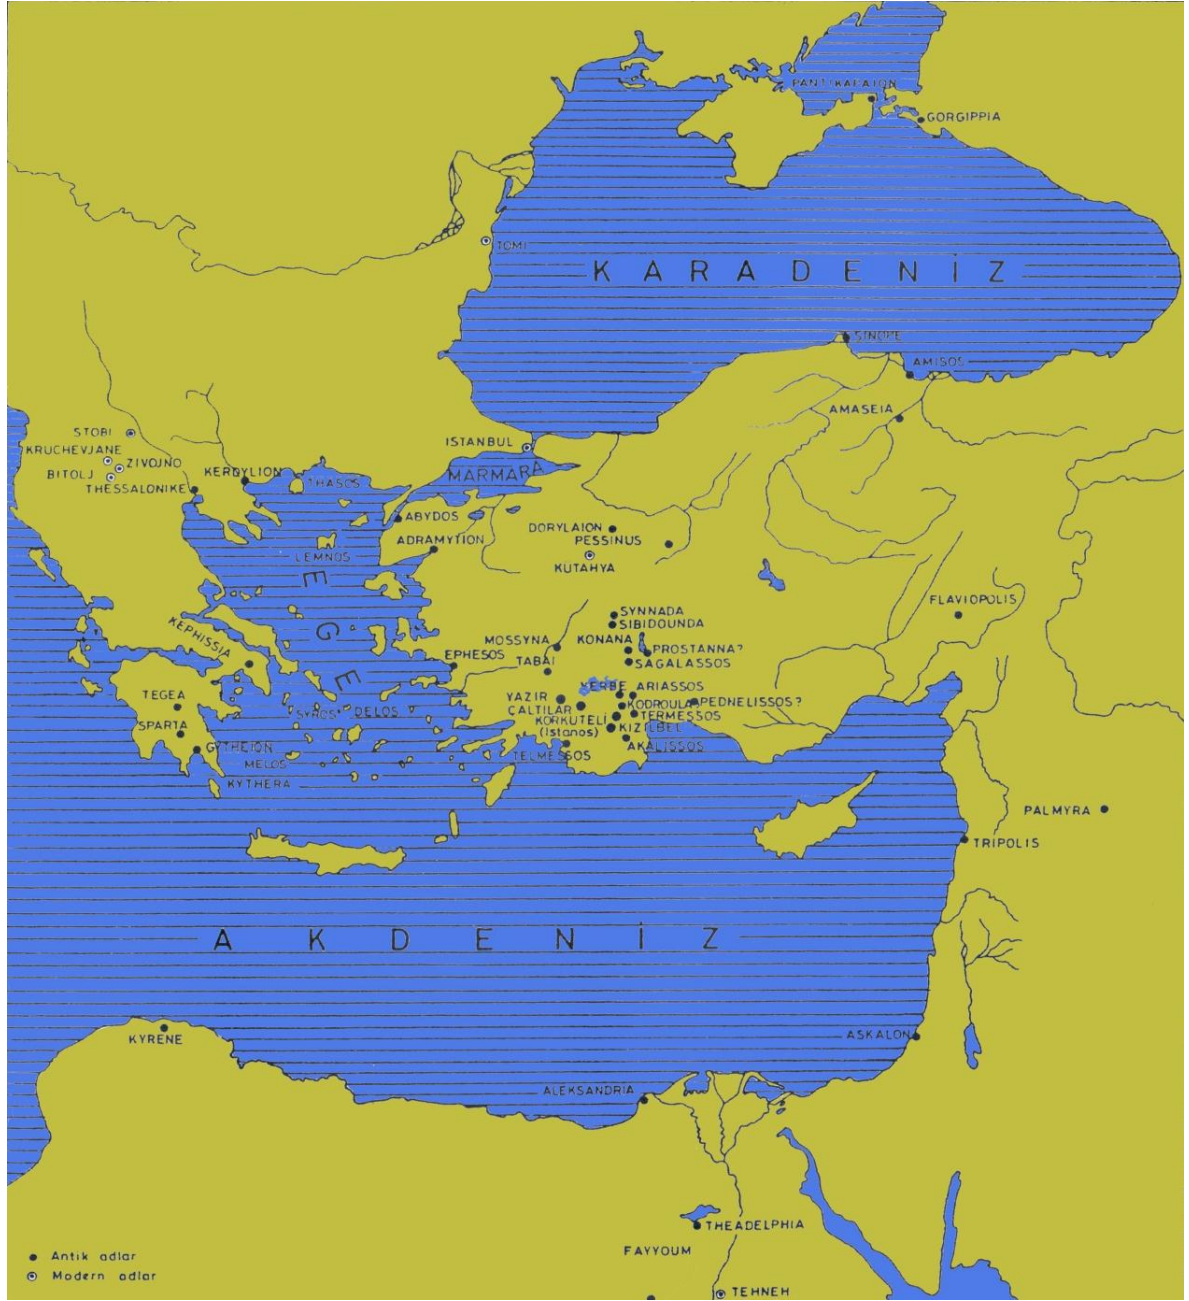 PANTIKAPAION
GORGIPPIA
TOMI
KARADENİZ
SINOPE
AMISOS
AMASEIA
STOBI
KRUCHEVJANE
ZIVOJNO
BITOLJ
THESSALONIKE
KERDYLION
THASOS
ISTANBUL
MARMARA
ABYDOS
ADRAMYTION
LEMNOS
EGE
DORYLAION
PESSINUS
KUTAHYA
SYNNADA
SIBIDOUNDA
FLAVIOPOLIS
KEPHISSIA
MOSSYNA
KONANA
PROSTANNA?
EPHESOS
TABAI
SAGALASSOS
TEGEA
SPARTA
GYTHEION
SYROS
DELOS
MELOS
KYTHERA
YAZIR
VERBE
ARIASSOS
ÇALTILAR
KODROULA
PEDNELISSOS?
KORKUTELİ
(Istanos)
TERMESSOS
KIZILBEL
AKALISSOS
TELMESSOS
PALMYRA
TRIPOLIS
AKDENİZ
KYRENE
ASKALON
ALEKSANDRIA
THEADELPHIA
FAYYOUM
TEHNEH
Antik adlar
Modern adlar